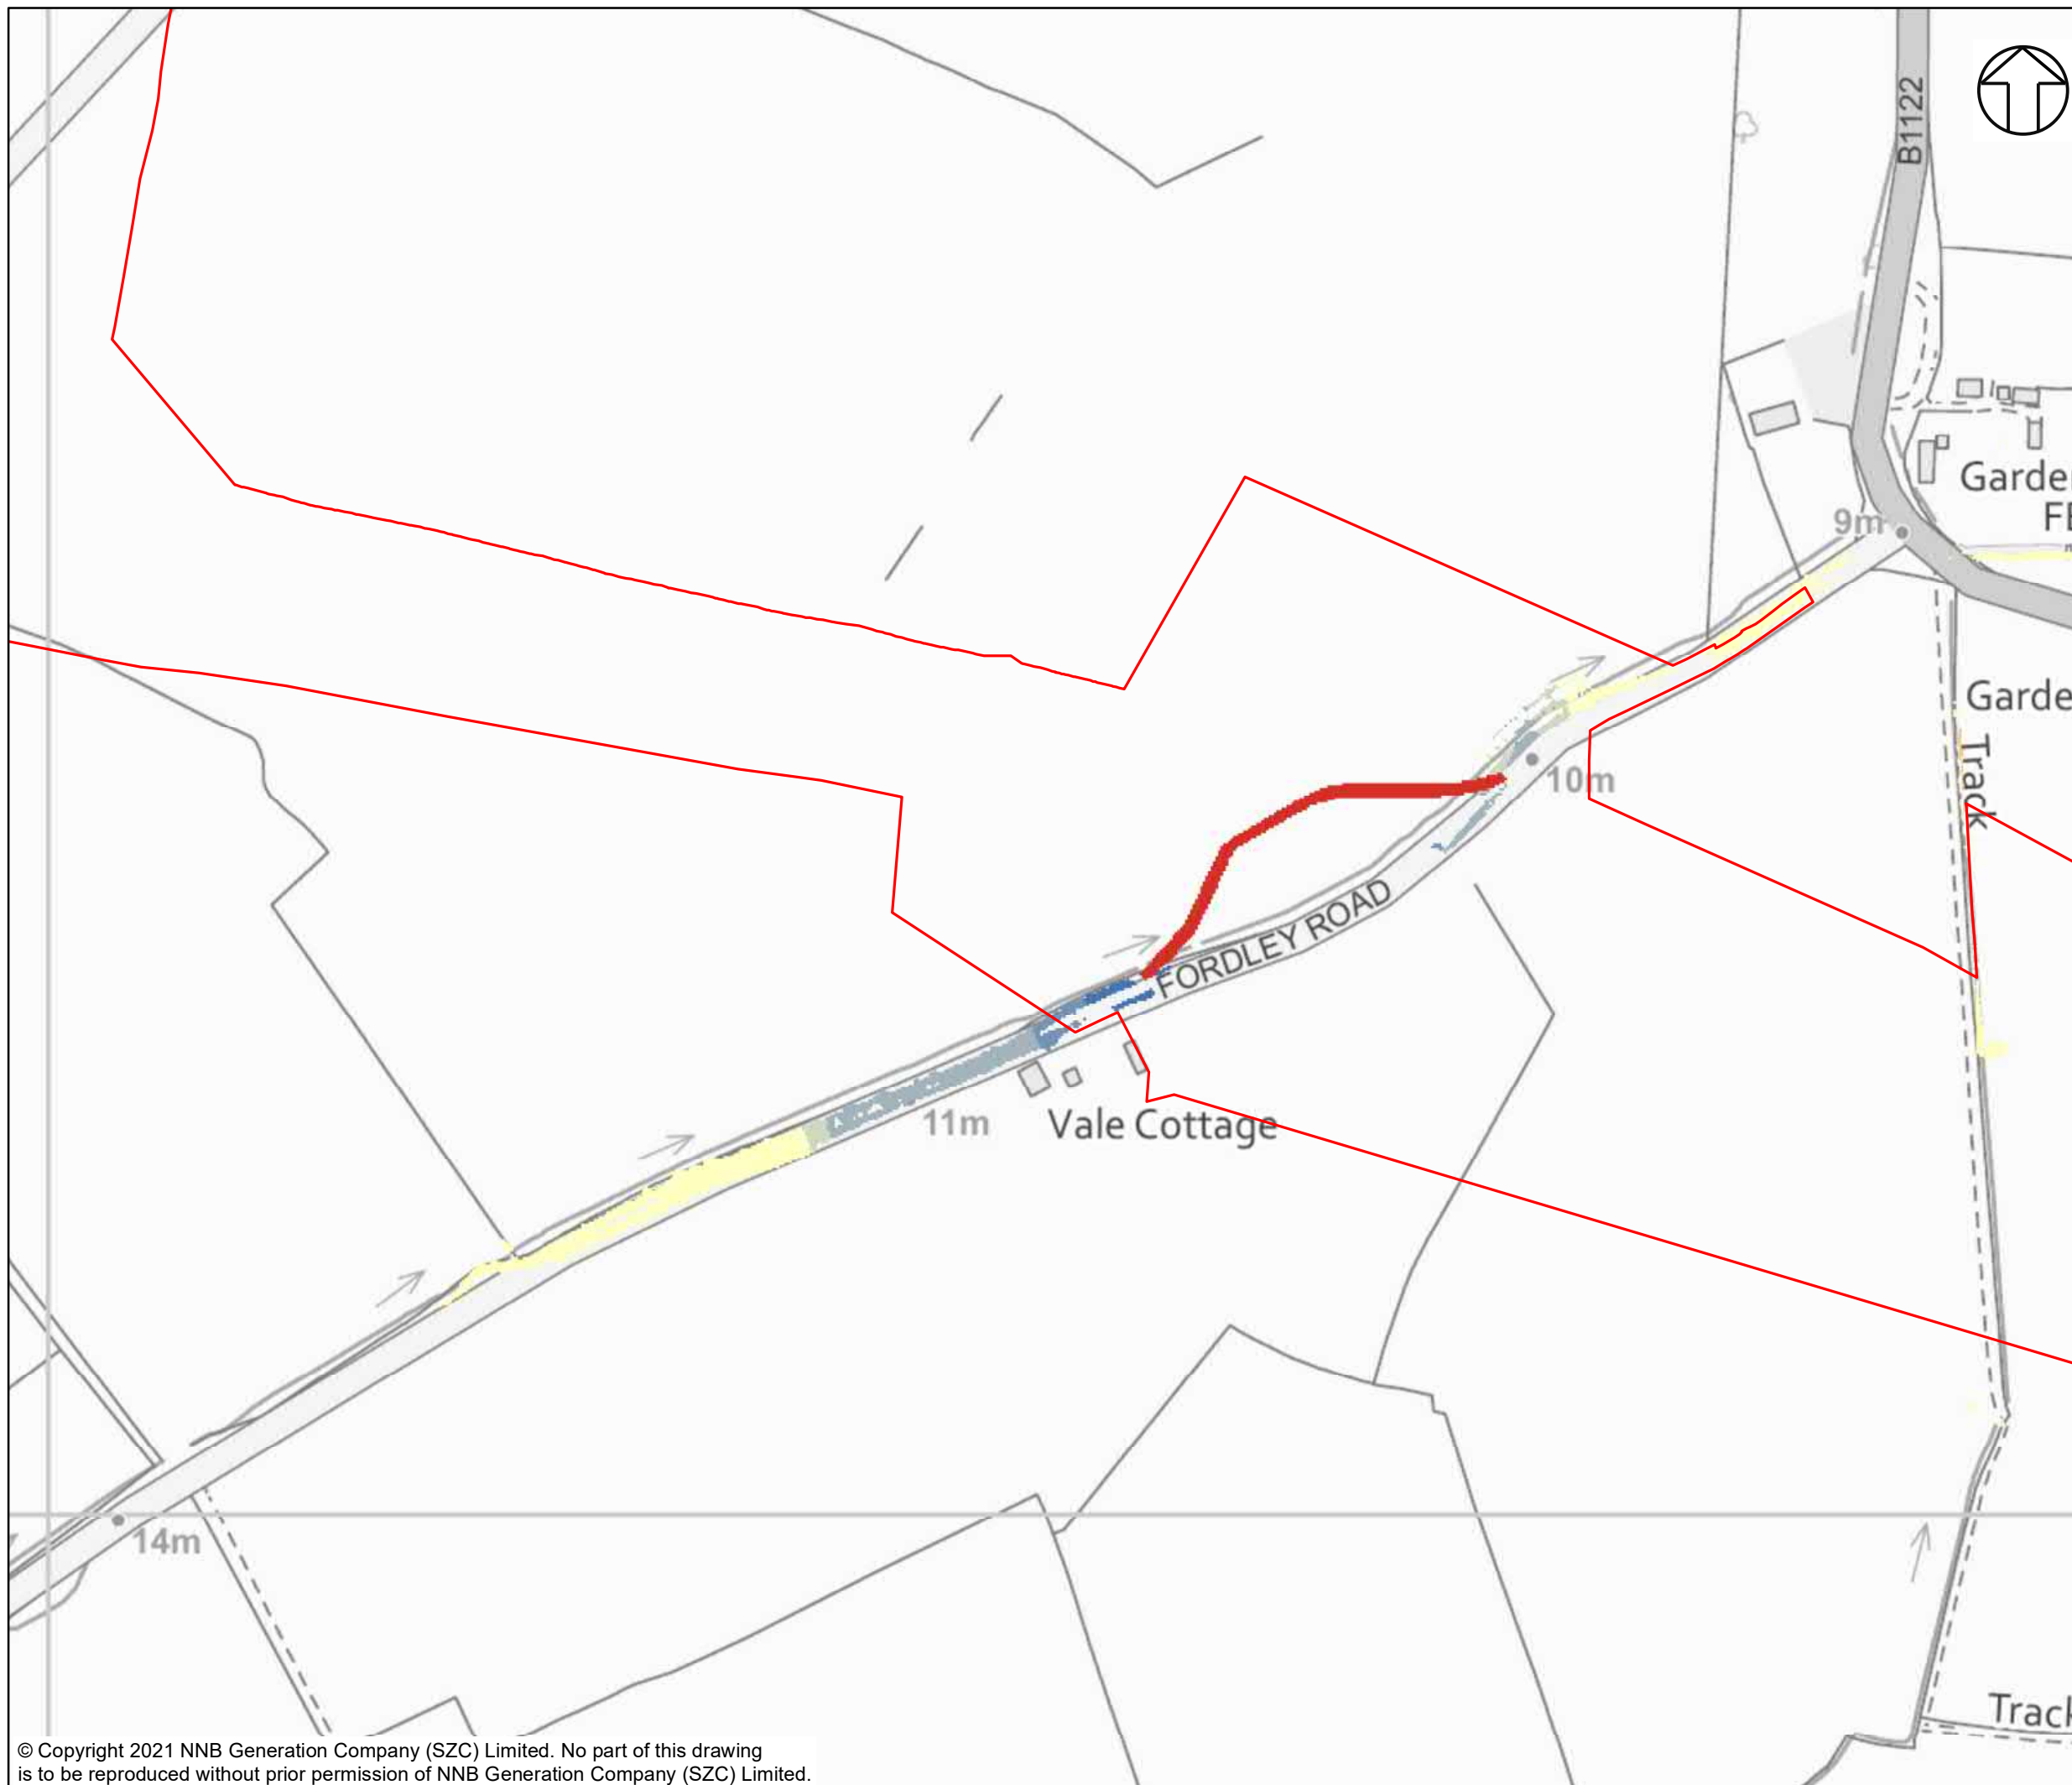 B1122
Garde
FE
9m
Garde
Track
10m
FORDLEY ROAD
11m
Vale Cottage
14m
Track
© Copyright 2021 NNB Generation Company (SZC) Limited. No part of this drawing
is to be reproduced without prior permission of NNB Generation Company (SZC) Limited.